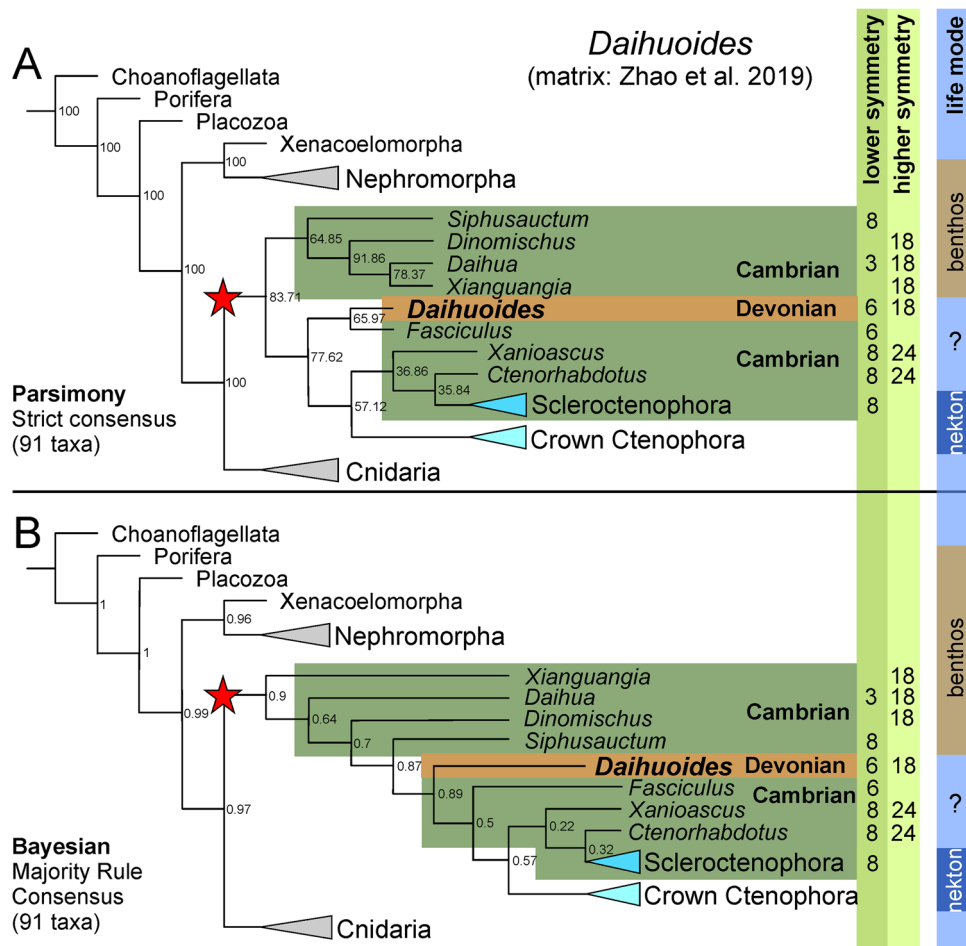 Daihuoides
(matrix: Zhao et al. 2019)
lower symmetry
higher symmetry
life mode
A
Choanoflagellata
100
Porifera
100
Placozoa
100
Xenacoelomorpha
100
Nephromorpha
100
Siphusauctum 8
64.85
Dinomischus 18
91.86
Daihua Cambrian 3 18
78.37
Xianguangia 18
benthos
83.71
Daihuoides Devonian 6 18
65.97
Fasciculus 6
77.62
Xanioascus Cambrian 8 24
36.86
Ctenorhabdotus 8 24
35.84
Scleroctenophora 8
57.12
Crown Ctenophora
?
nekton
100
Cnidaria
Parsimony
Strict consensus
(91 taxa)
B
Choanoflagellata
1
Porifera
1
Placozoa
0.99
Xenacoelomorpha
0.96
Nephromorpha
Xianguangia 18
0.9
Daihua 3 18
0.64
Dinomischus Cambrian 18
0.7
Siphusauctum 8
benthos
0.87
Daihuoides Devonian 6 18
0.89
Fasciculus 6
0.5
Cambrian
Xanioascus 8 24
0.22
Ctenorhabdotus 8 24
0.32
Scleroctenophora 8
0.57
Crown Ctenophora
?
nekton
0.97
Cnidaria
Bayesian
Majority Rule
Consensus
(91 taxa)